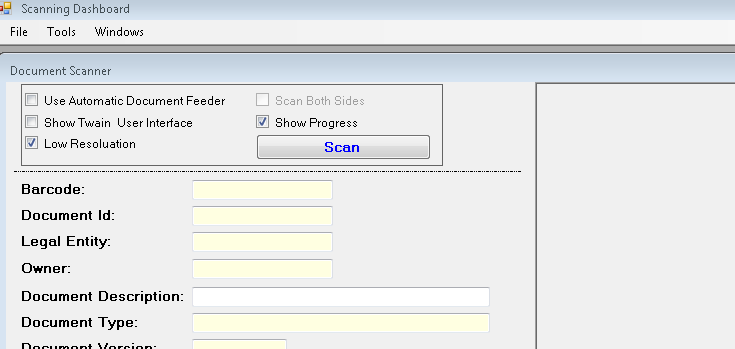 Scanning Dashboard
File Tools Windows
Document Scanner
Use Automatic Document Feeder Scan Both Sides
Show Twain User Interface Show Progress
Low Resoluation
Scan
Barcode:
Document Id:
Legal Entity:
Owner:
Document Description:
Document Type:
Document Version: